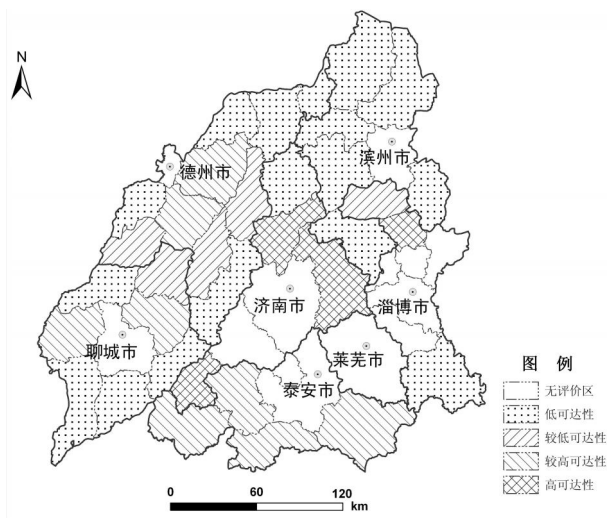 N
滨州市
德州市
济南市
淄博市
聊城市
莱芜市
泰安市
图 例
无评价区
低可达性
较低可达性
较高可达性
高可达性
0 60 120
km